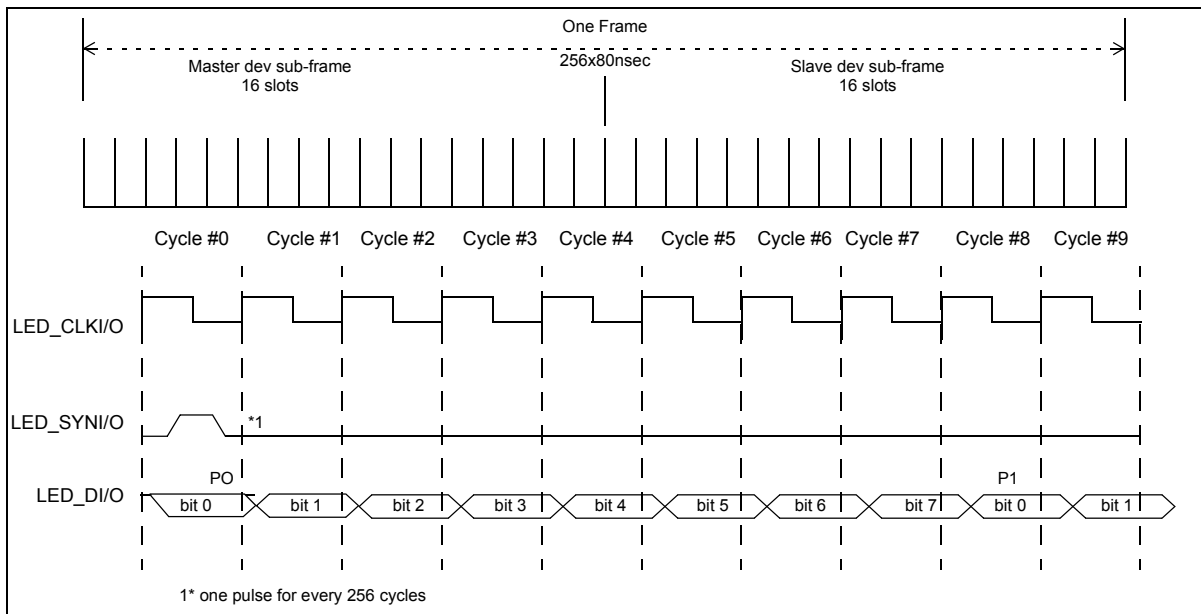 One Frame
256x80nsec
Master dev sub-frame
16 slots
Slave dev sub-frame
16 slots
Cycle #0 Cycle #1 Cycle #2 Cycle #3 Cycle #4 Cycle #5 Cycle #6 Cycle #7 Cycle #8 Cycle #9
LED_CLKI/O
LED_SYNI/O *1
PO P1
LED_DI/O bit 0 bit 1 bit 2 bit 3 bit 4 bit 5 bit 6 bit 7 bit 0 bit 1
1* one pulse for every 256 cycles